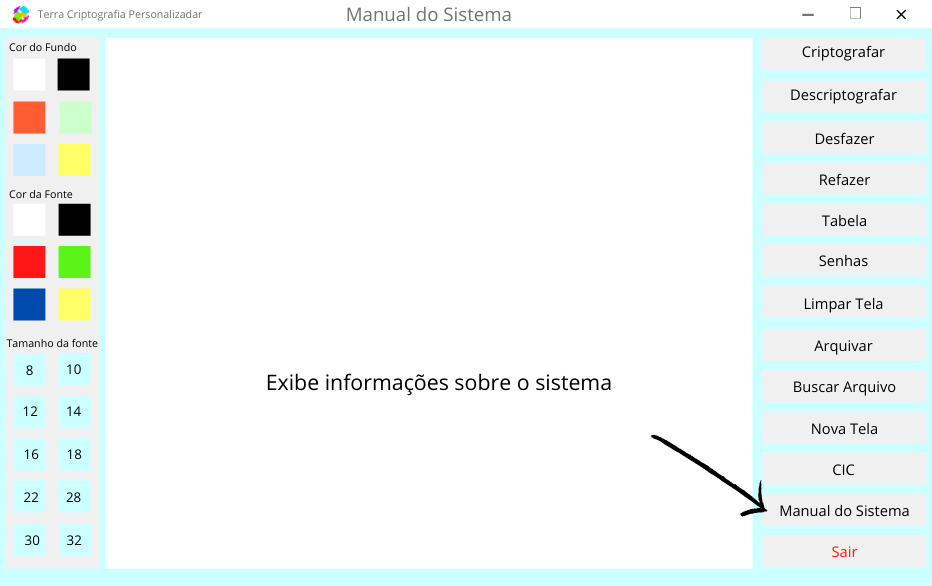 Terra Criptografia Personalizadar
Manual do Sistema
Cor do Fundo
Cor da Fonte
Tamanho da fonte
8 10
12 14
16 18
22 28
30 32
Exibe informações sobre o sistema
Criptografar
Descriptografar
Desfazer
Refazer
Tabela
Senhas
Limpar Tela
Arquivar
Buscar Arquivo
Nova Tela
CIC
Manual do Sistema
Sair